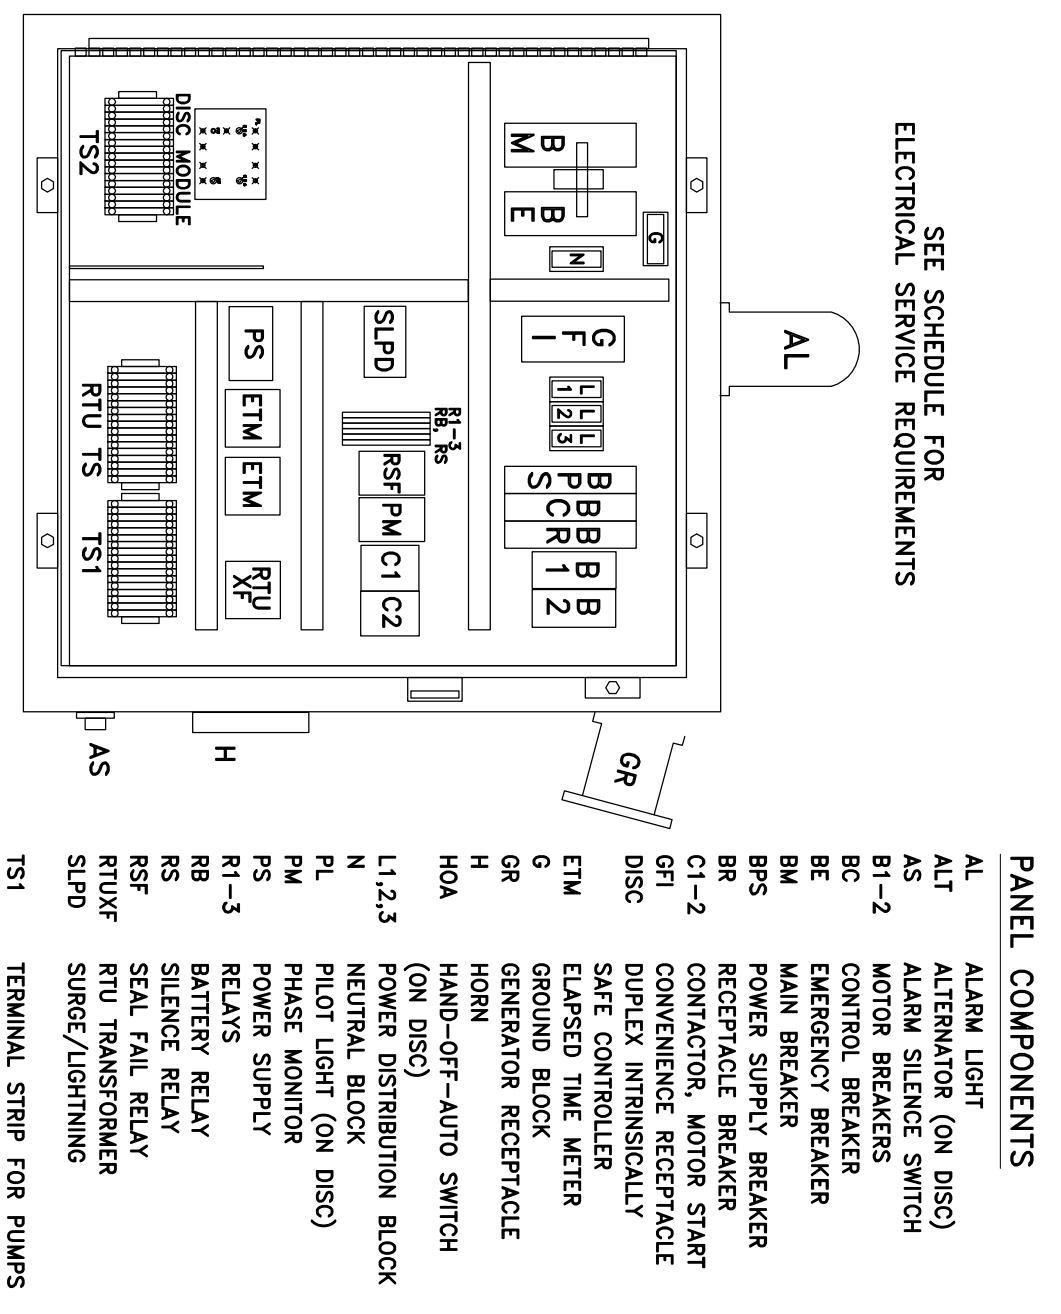 SEE SCHEDULE FOR
ELECTRICAL SERVICE REQUIREMENTS
AL
G
B
M
B
E
N
G
F
I
L
1
L
2
L
3
B
P
S
B
C
B
R
B
1
B
2
GR
SLPD
R1-3
RB, RS
RSF
PM
C1
C2
PS
ETM
ETM
RTU
XF
H
DISC MODULE
TS2
RTU TS
TS1
AS
PANEL COMPONENTS
AL ALARM LIGHT
ALT ALTERNATOR (ON DISC)
AS ALARM SILENCE SWITCH
B1-2 MOTOR BREAKERS
BC CONTROL BREAKER
BE EMERGENCY BREAKER
BM MAIN BREAKER
BPS POWER SUPPLY BREAKER
BR RECEPTACLE BREAKER
C1-2 CONTACTOR, MOTOR START
GFI CONVENIENCE RECEPTACLE
DISC DUPLEX INTRINSICALLY
SAFE CONTROLLER
ETM ELAPSED TIME METER
G GROUND BLOCK
GR GENERATOR RECEPTACLE
H HORN
HOA HAND-OFF-AUTO SWITCH
(ON DISC)
L1,2,3 POWER DISTRIBUTION BLOCK
N NEUTRAL BLOCK
PL PILOT LIGHT (ON DISC)
PM PHASE MONITOR
PS POWER SUPPLY
R1-3 RELAYS
RB BATTERY RELAY
RS SILENCE RELAY
RSF SEAL FAIL RELAY
RTUXF RTU TRANSFORMER
SLPD SURGE/LIGHTNING
TS1 TERMINAL STRIP FOR PUMPS